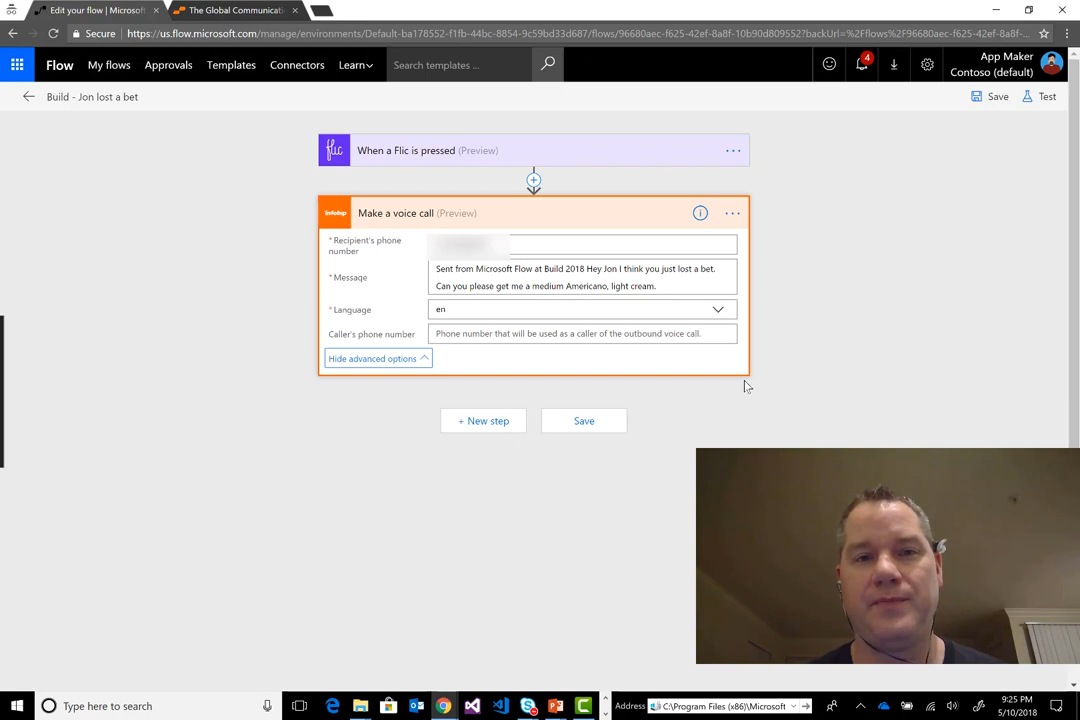 Edit your flow | Microsoft
The Global Communicati
Secure
https://us.flow.microsoft.com/manage/environments/Default-ba178552-f1fb-44bc-8854-9c59bd33d687/flows/96680aec-f625-42ef-8a8f-10b90d809552?backUrl=%2Fflows%2F96680aec-f625-42ef-8a8f-...
Flow
My flows
Approvals
Templates
Connectors
Learn
Search templates ...
4
App Maker
Contoso (default)
Build - Jon lost a bet
Save
Test
flic
When a Flic is pressed (Preview)
infobip
Make a voice call (Preview)
* Recipient's phone
number
* Message
Sent from Microsoft Flow at Build 2018 Hey Jon I think you just lost a bet.
Can you please get me a medium Americano, light cream.
* Language
en
Caller's phone number
Phone number that will be used as a caller of the outbound voice call.
Hide advanced options
+ New step
Save
Type here to search
Address
C:\Program Files (x86)\Microsoft
9:25 PM
5/10/2018